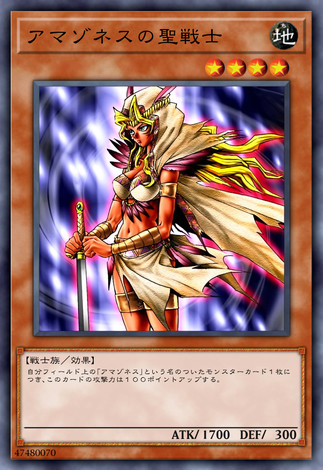 アマゾネスの聖戦士
地
【戦士族／効果】
自分フィールド上の「アマゾネス」という名のついたモンスターカード１枚に
つき、このカードの攻撃力は１００ポイントアップする。
ATK/ 1700 DEF/ 300
47480070